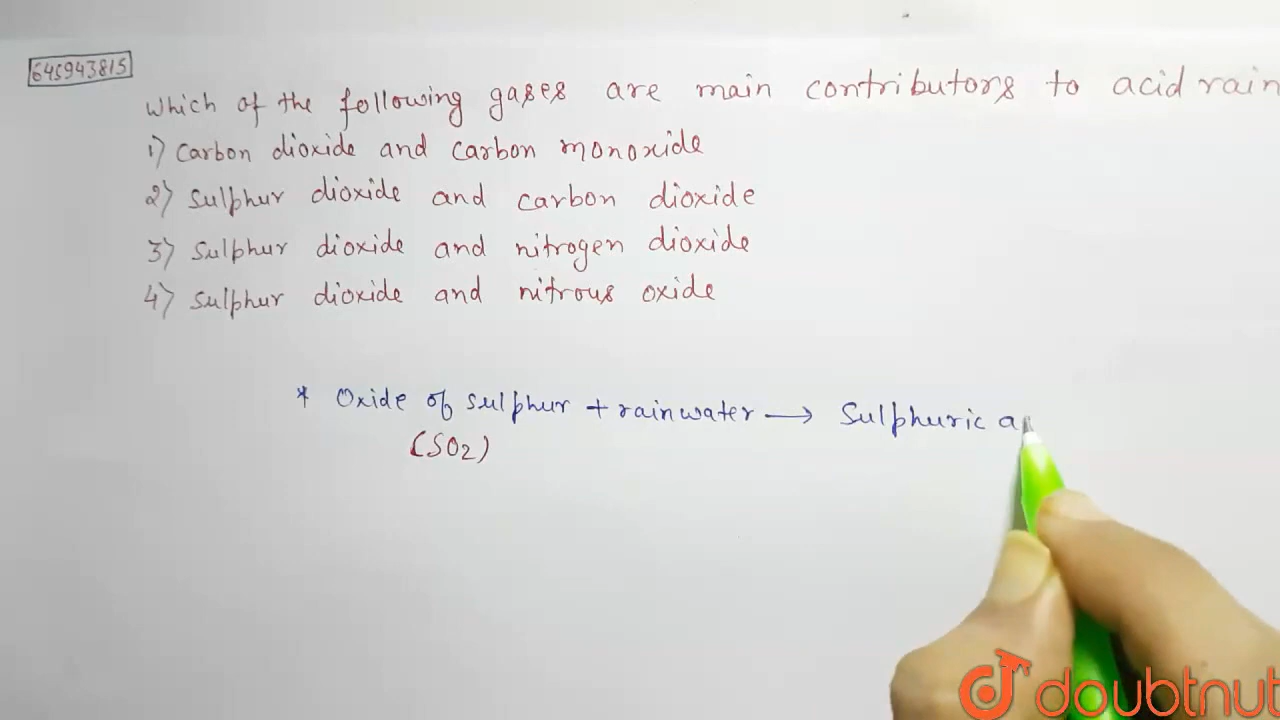 645943815
Which of the following gases are main contributors to acid rain
1) Carbon dioxide and carbon monoxide
2) Sulphur dioxide and carbon dioxide
3) Sulphur dioxide and nitrogen dioxide
4) Sulphur dioxide and nitrous oxide
* Oxide of sulphur + rainwater → Sulphuric a
(SO2)
doubtnut